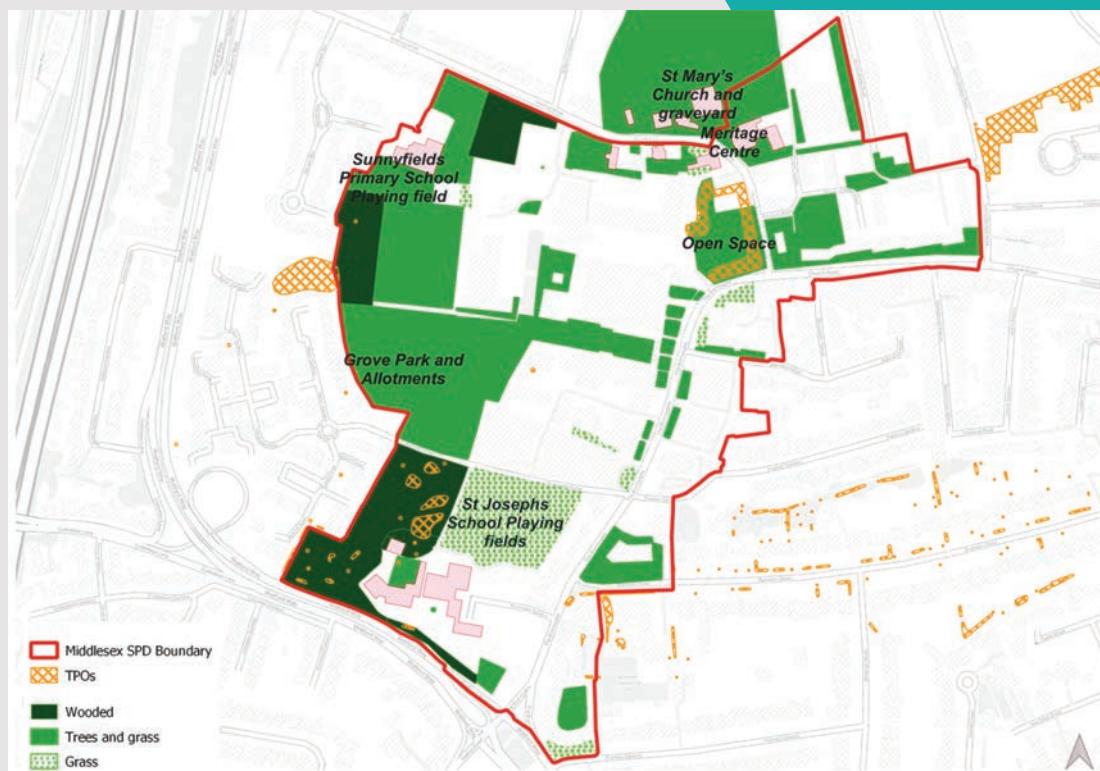 St Mary's
Church and
graveyard
Meritage
Centre
Sunnyfields
Primary School
Playing field
Open Space
Grove Park and
Allotments
St Josephs
School Playing
fields
Middlesex SPD Boundary
TPOs
Wooded
Trees and grass
Grass